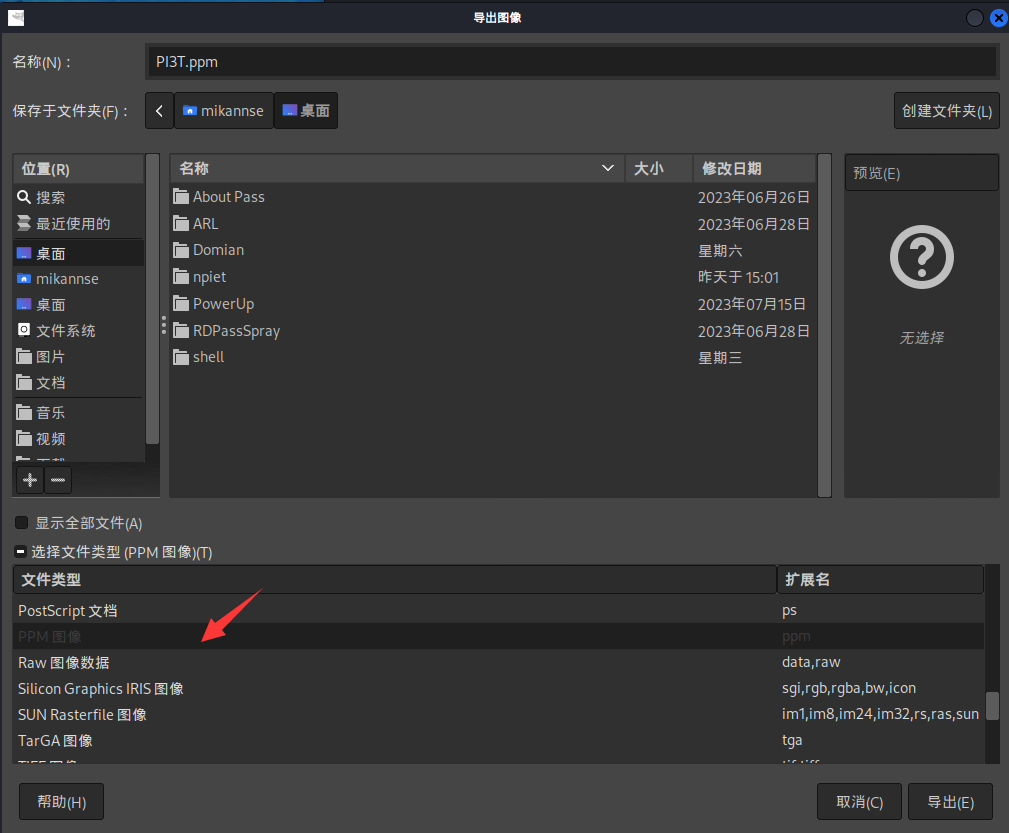 导出图像
名称(N)： PI3T.ppm
保存于文件夹(F)： mikannse 桌面 创建文件夹(L)
位置(R)
搜索
最近使用的
桌面
mikannse
桌面
文件系统
图片
文档
音乐
视频
名称 大小 修改日期
About Pass 2023年06月26日
ARL 2023年06月28日
Domian 星期六
npiet 昨天于 15:01
PowerUp 2023年07月15日
RDPassSpray 2023年06月28日
shell 星期三
预览(E)
无选择
显示全部文件(A)
选择文件类型 (PPM 图像)(T)
文件类型 扩展名
PostScript 文档 ps
PPM 图像 ppm
Raw 图像数据 data,raw
Silicon Graphics IRIS 图像 sgi,rgb,rgba,bw,icon
SUN Rasterfile 图像 im1,im8,im24,im32,rs,ras,sun
TarGA 图像 tga
帮助(H) 取消(C) 导出(E)